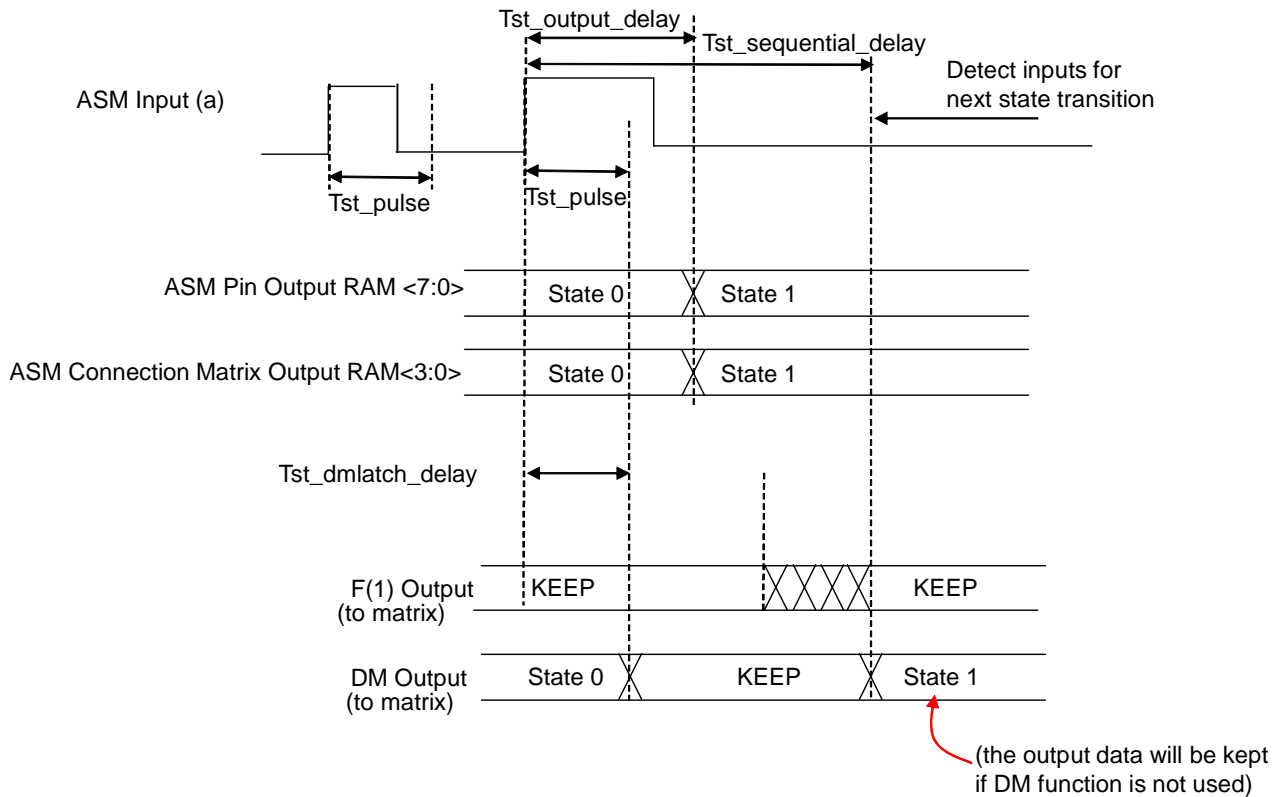 Tst_output_delay
Tst_sequential_delay
Detect inputs for
next state transition
ASM Input (a)
Tst_pulse
Tst_pulse
ASM Pin Output RAM <7:0>
State 0
State 1
ASM Connection Matrix Output RAM<3:0>
State 0
State 1
Tst_dmlatch_delay
F(1) Output
(to matrix)
KEEP
KEEP
DM Output
(to matrix)
State 0
KEEP
State 1
(the output data will be kept
if DM function is not used)